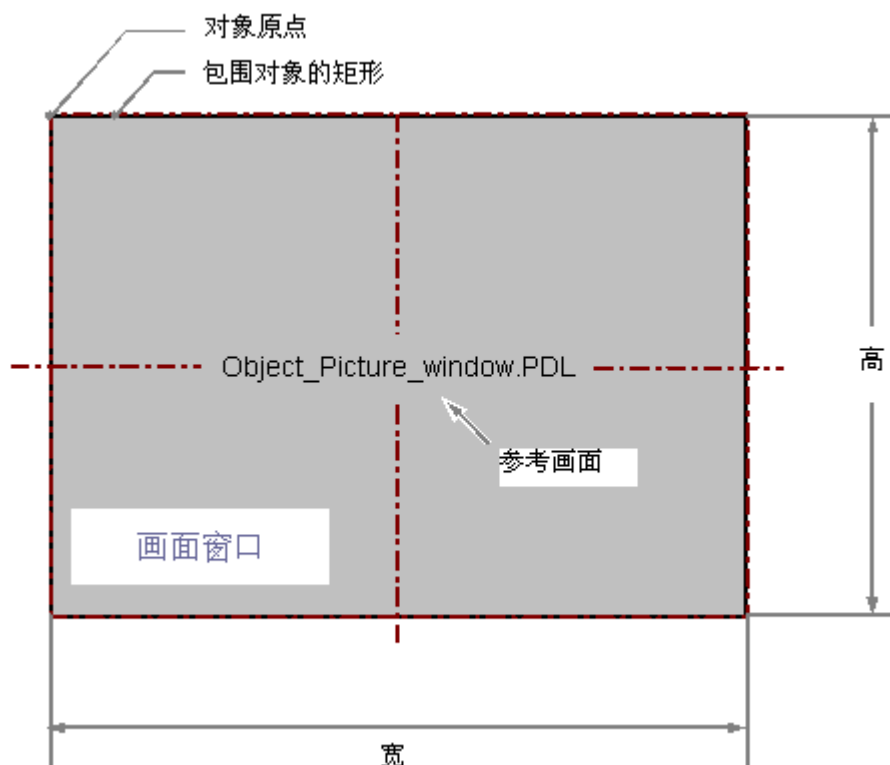 对象原点
包围对象的矩形
Object_Picture_window.PDL
高
参考画面
画面窗口
宽